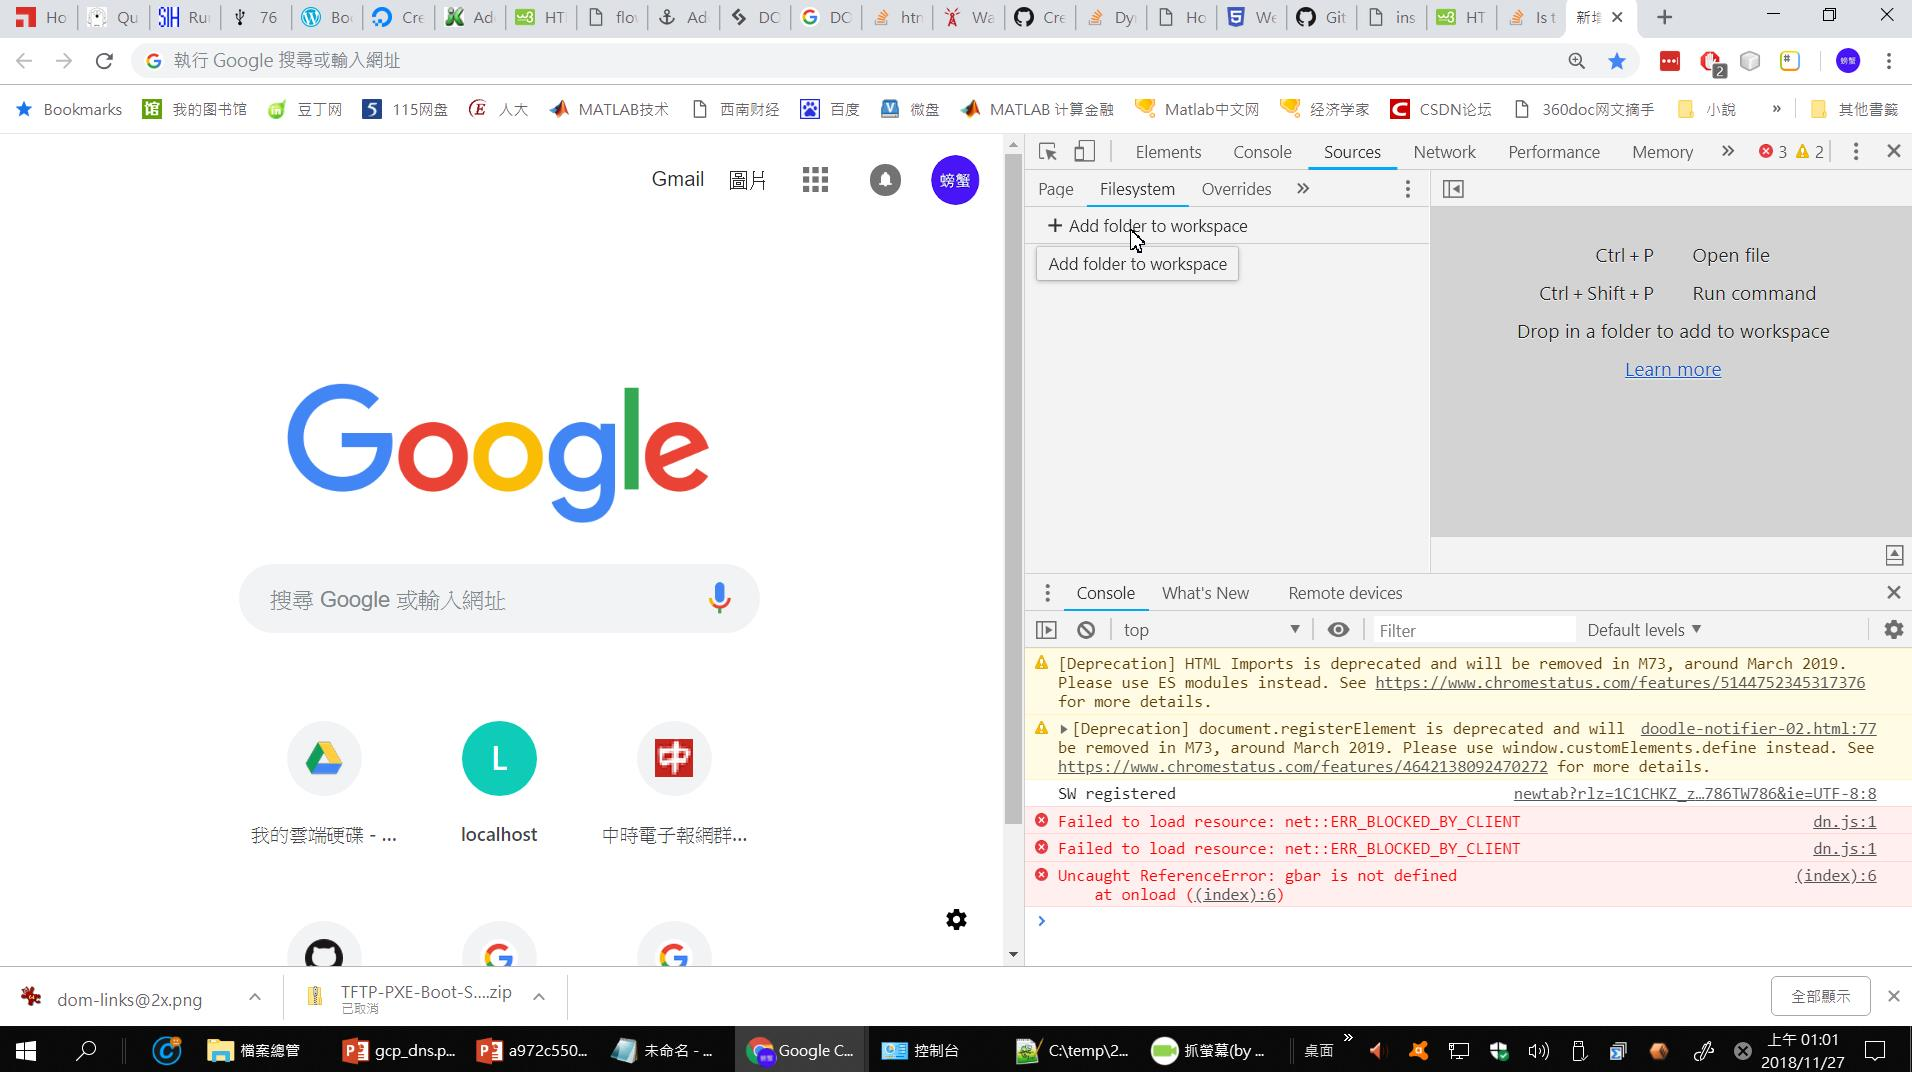 Ho
Qu
Ru
76
Bo
Cr
Ad
HT
flo
Ad
DO
DO
htn
Wa
Cre
Dy
Ho
We
Git
ins
HT
Is t
新增
執行 Google 搜尋或輸入網址
2
螃蟹
Bookmarks
我的图书馆
豆丁网
115网盘
人大
MATLAB技术
西南财经
百度
微盘
MATLAB 计算金融
Matlab中文网
经济学家
CSDN论坛
360doc网文摘手
小說
»
其他書籤
Gmail
圖片
螃蟹
Google
搜尋 Google 或輸入網址
L
中
我的雲端硬碟 - ...
localhost
中時電子報網群...
Elements
Console
Sources
Network
Performance
Memory
»
3
2
Page
Filesystem
Overrides
»
+ Add folder to workspace
Add folder to workspace
Ctrl + P Open file
Ctrl + Shift + P Run command
Drop in a folder to add to workspace
Learn more
Console
What's New
Remote devices
top
Filter
Default levels ▼
[Deprecation] HTML Imports is deprecated and will be removed in M73, around March 2019.
Please use ES modules instead. See https://www.chromestatus.com/features/5144752345317376
for more details.
[Deprecation] document.registerElement is deprecated and will doodle-notifier-02.html:77
be removed in M73, around March 2019. Please use window.customElements.define instead. See
https://www.chromestatus.com/features/4642138092470272 for more details.
SW registered newtab?rlz=1C1CHKZ_z…786TW786&ie=UTF-8:8
Failed to load resource: net::ERR_BLOCKED_BY_CLIENT dn.js:1
Failed to load resource: net::ERR_BLOCKED_BY_CLIENT dn.js:1
Uncaught ReferenceError: gbar is not defined (index):6
at onload ((index):6)
dom-links@2x.png
TFTP-PXE-Boot-S....zip
已取消
全部顯示
檔案總管
gcp_dns.p...
a972c550...
未命名 - ...
Google C...
控制台
C:\temp\2...
抓螢幕(by ...
桌面
»
上午 01:01
2018/11/27